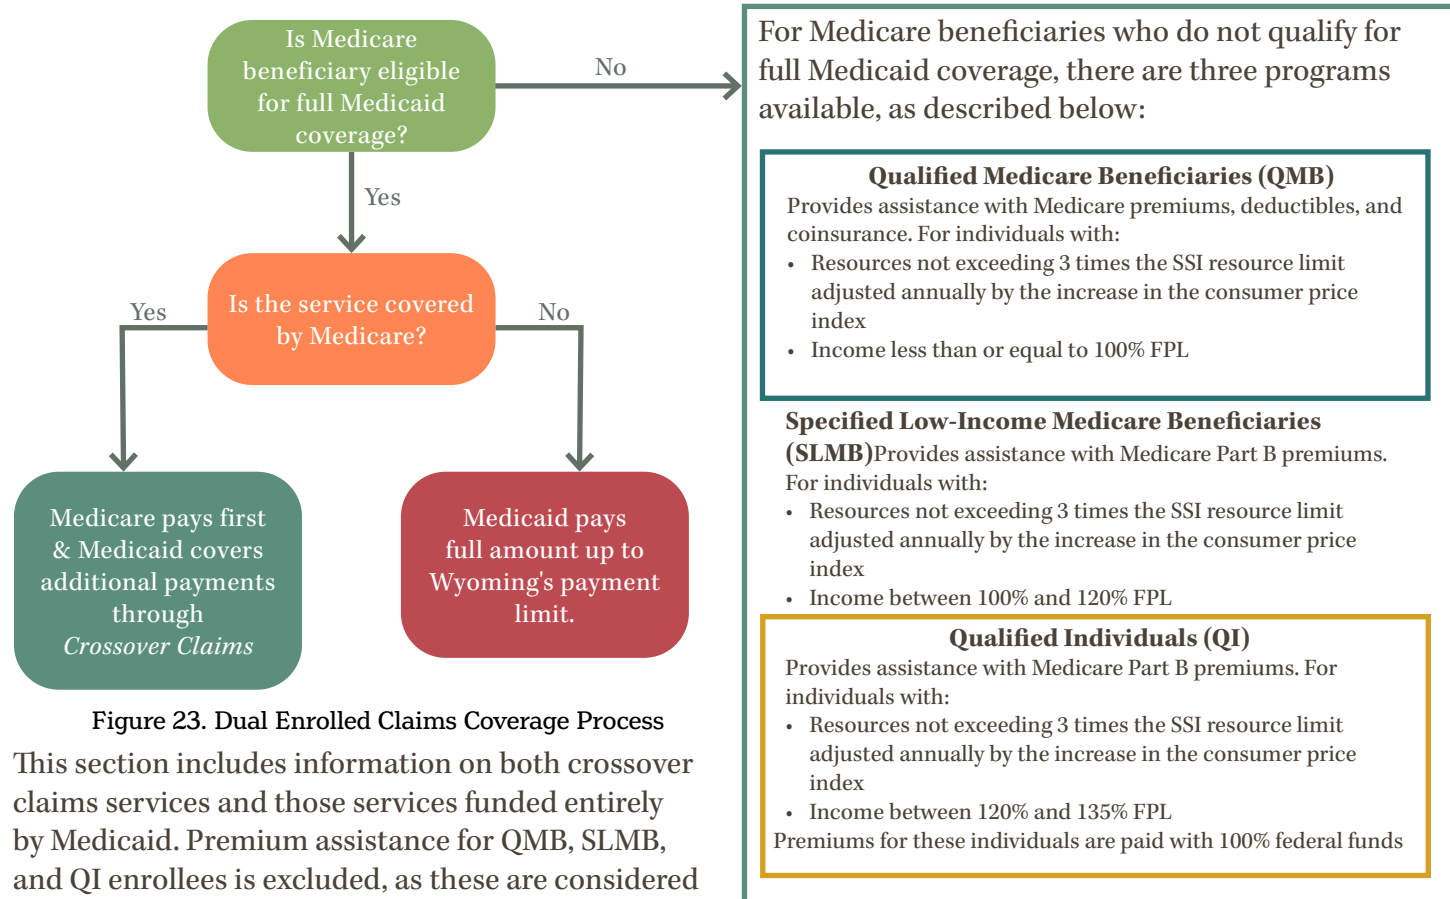 Is Medicare
beneficiary eligible
for full Medicaid
coverage?
No
Yes
Is the service covered
by Medicare?
Yes
No
Medicare pays first
& Medicaid covers
additional payments
through
Crossover Claims
Medicaid pays
full amount up to
Wyoming's payment
limit.
Figure 23. Dual Enrolled Claims Coverage Process
This section includes information on both crossover
claims services and those services funded entirely
by Medicaid. Premium assistance for QMB, SLMB,
and QI enrollees is excluded, as these are considered
For Medicare beneficiaries who do not qualify for
full Medicaid coverage, there are three programs
available, as described below:
Qualified Medicare Beneficiaries (QMB)
Provides assistance with Medicare premiums, deductibles, and
coinsurance. For individuals with:
• Resources not exceeding 3 times the SSI resource limit
adjusted annually by the increase in the consumer price
index
• Income less than or equal to 100% FPL
Specified Low-Income Medicare Beneficiaries
(SLMB)Provides assistance with Medicare Part B premiums.
For individuals with:
• Resources not exceeding 3 times the SSI resource limit
adjusted annually by the increase in the consumer price
index
• Income between 100% and 120% FPL
Qualified Individuals (QI)
Provides assistance with Medicare Part B premiums. For
individuals with:
• Resources not exceeding 3 times the SSI resource limit
adjusted annually by the increase in the consumer price
index
• Income between 120% and 135% FPL
Premiums for these individuals are paid with 100% federal funds